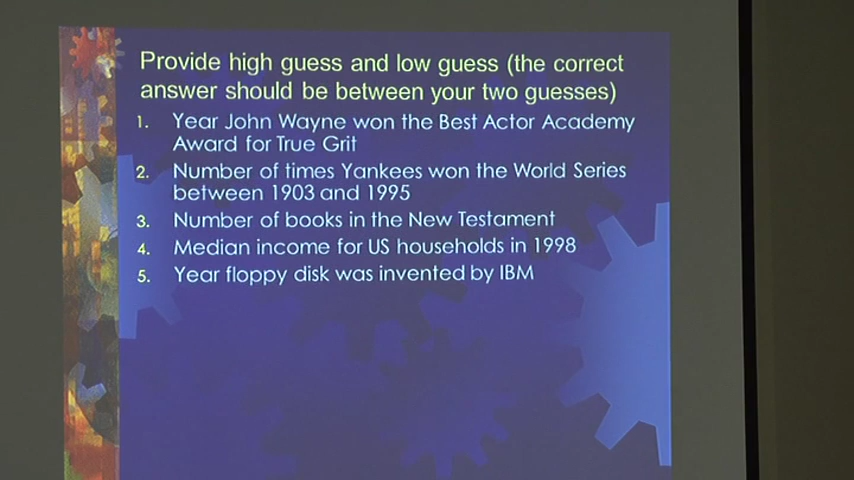 Provide high guess and low guess (the correct
answer should be between your two guesses)
1. Year John Wayne won the Best Actor Academy
Award for True Grit
2. Number of times Yankees won the World Series
between 1903 and 1995
3. Number of books in the New Testament
4. Median income for US households in 1998
5. Year floppy disk was invented by IBM